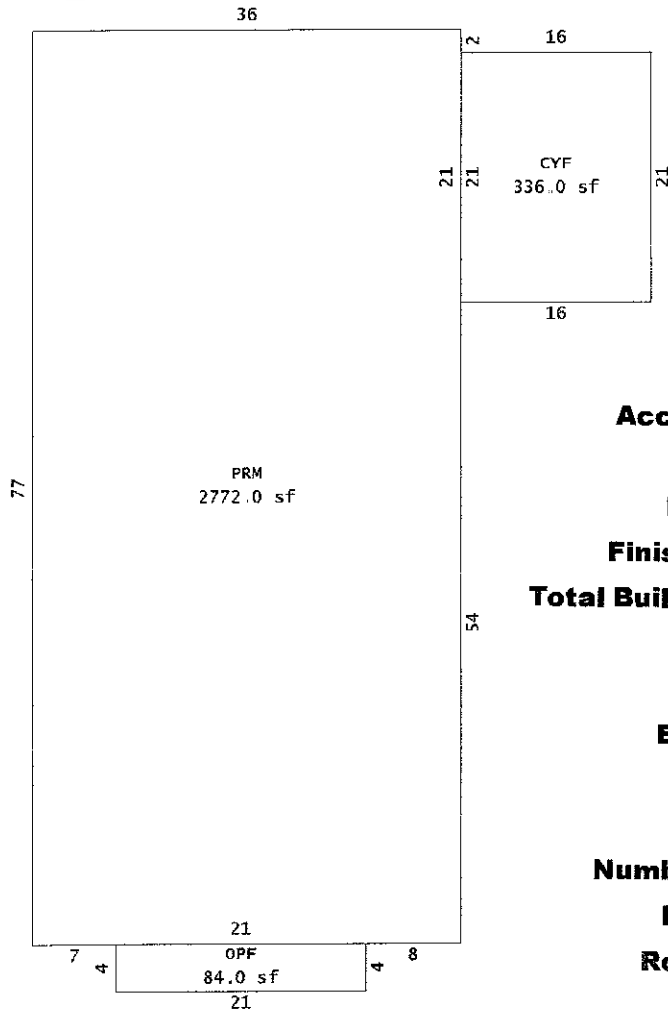 36
2 16
CYF
336.0 sf
21 21 21
16
Acc
PRM
2772.0 sf
77
Finis
Total Buil
54
E
Numb
21
7 4 OPF 4 8
84.0 sf
Ro
21